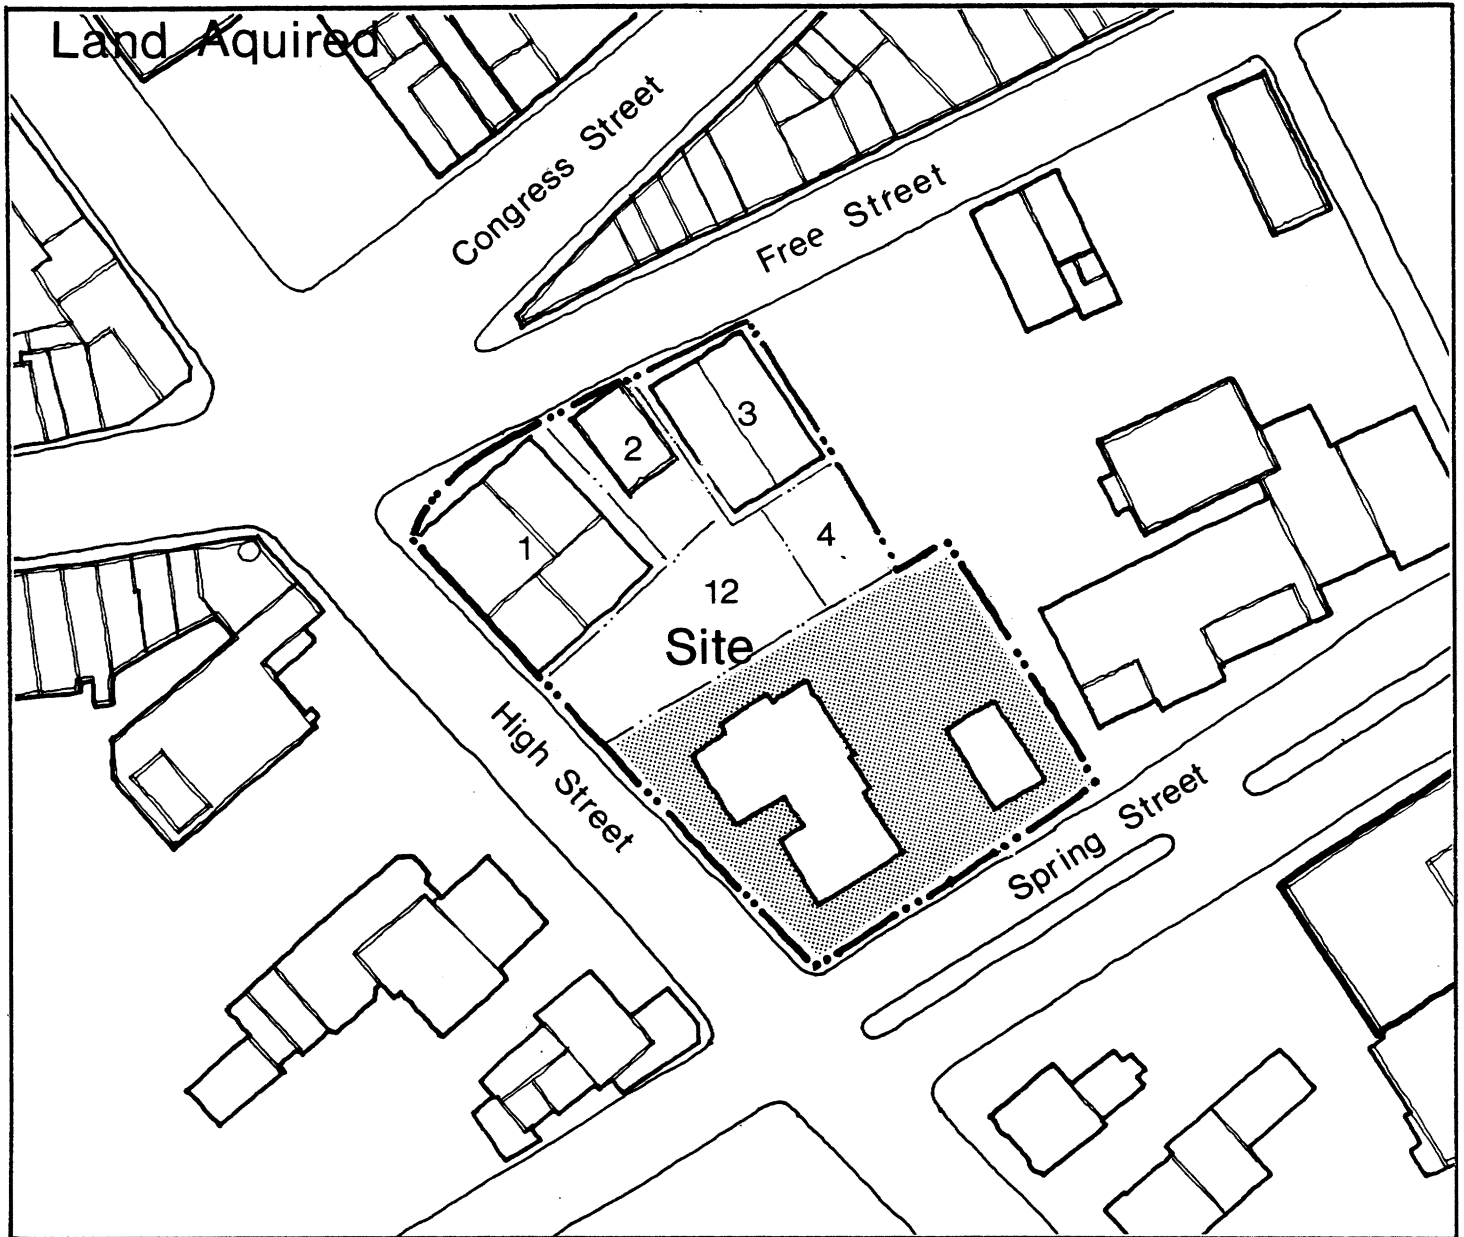 Land Aquired
Congress Street
Free Street
3
2
1
4
12
Site
High Street
Spring Street